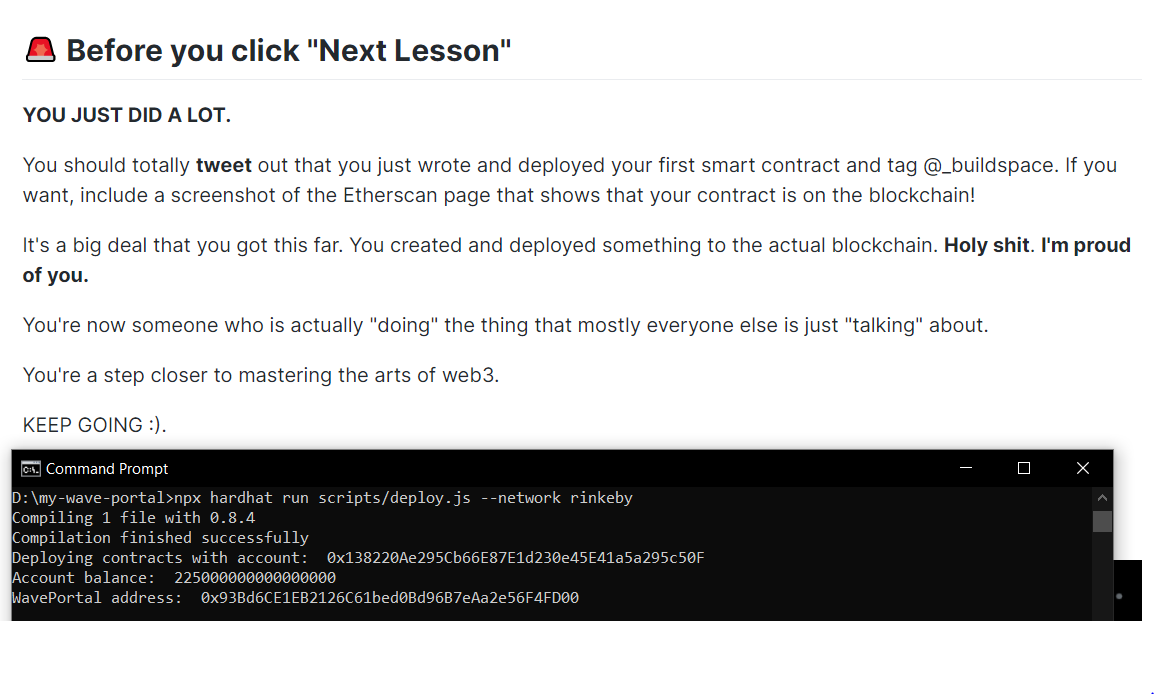 🚨 Before you click "Next Lesson"
YOU JUST DID A LOT.
You should totally tweet out that you just wrote and deployed your first smart contract and tag @_buildspace. If you
want, include a screenshot of the Etherscan page that shows that your contract is on the blockchain!
It's a big deal that you got this far. You created and deployed something to the actual blockchain. Holy shit. I'm proud
of you.
You're now someone who is actually "doing" the thing that mostly everyone else is just "talking" about.
You're a step closer to mastering the arts of web3.
KEEP GOING :).
Command Prompt
D:\my-wave-portal>npx hardhat run scripts/deploy.js --network rinkeby
Compiling 1 file with 0.8.4
Compilation finished successfully
Deploying contracts with account:  0x138220Ae295Cb66E87E1d230e45E41a5a295c50F
Account balance:  225000000000000000
WavePortal address:  0x93Bd6CE1EB2126C61bed0Bd96B7eAa2e56F4FD00